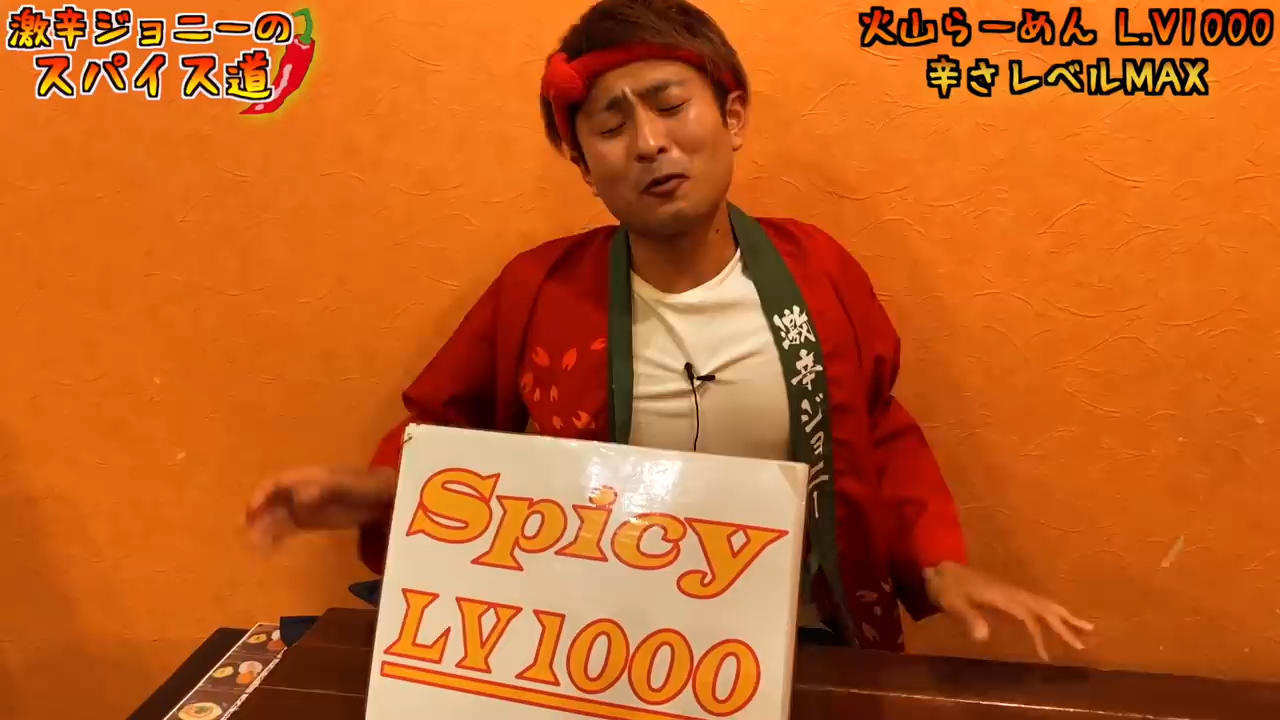 激辛ジョニーの
スパイス道
火山らーめん L.V1000
辛さレベルMAX
激辛ジョニー
Spicy
LV1000